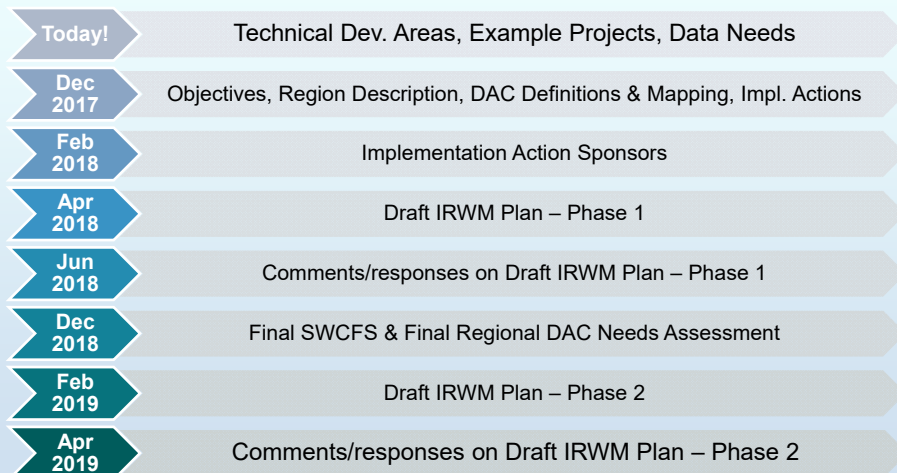 Today!
Technical Dev. Areas, Example Projects, Data Needs
Dec
2017
Objectives, Region Description, DAC Definitions & Mapping, Impl. Actions
Feb
2018
Implementation Action Sponsors
Apr
2018
Draft IRWM Plan – Phase 1
Jun
2018
Comments/responses on Draft IRWM Plan – Phase 1
Dec
2018
Final SWCFS & Final Regional DAC Needs Assessment
Feb
2019
Draft IRWM Plan – Phase 2
Apr
2019
Comments/responses on Draft IRWM Plan – Phase 2